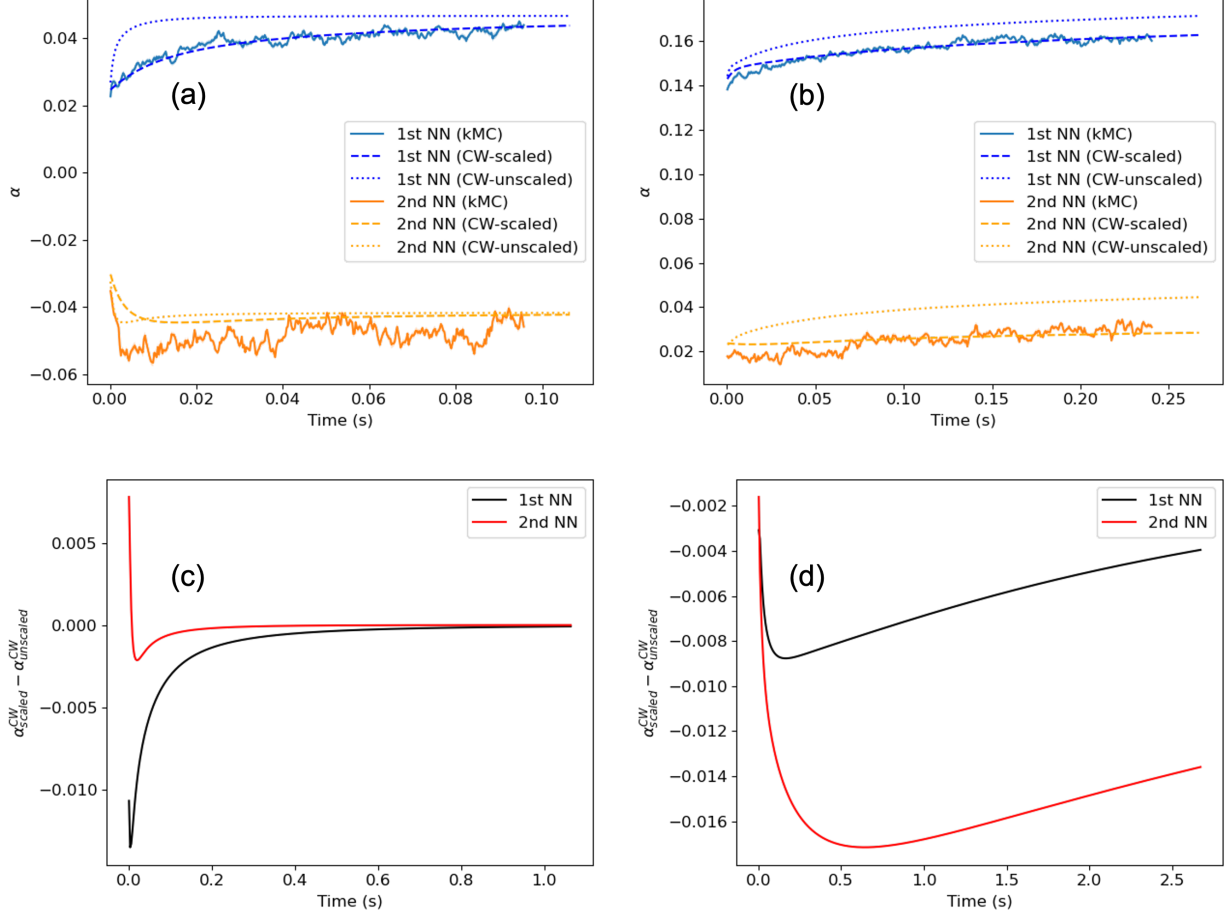 0.04
0.02
0.00
−0.02
−0.04
−0.06
α
(a)
1st NN (kMC)
1st NN (CW-scaled)
1st NN (CW-unscaled)
2nd NN (kMC)
2nd NN (CW-scaled)
2nd NN (CW-unscaled)
0.00 0.02 0.04 0.06 0.08 0.10
Time (s)
0.16
0.14
0.12
0.10
0.08
0.06
0.04
0.02
α
(b)
1st NN (kMC)
1st NN (CW-scaled)
1st NN (CW-unscaled)
2nd NN (kMC)
2nd NN (CW-scaled)
2nd NN (CW-unscaled)
0.00 0.05 0.10 0.15 0.20 0.25
Time (s)
0.005
0.000
−0.005
−0.010
α^{CW}_{scaled} − α^{CW}_{unscaled}
(c)
1st NN
2nd NN
0.0 0.2 0.4 0.6 0.8 1.0
Time (s)
−0.002
−0.004
−0.006
−0.008
−0.010
−0.012
−0.014
−0.016
α^{CW}_{scaled} − α^{CW}_{unscaled}
(d)
1st NN
2nd NN
0.0 0.5 1.0 1.5 2.0 2.5
Time (s)